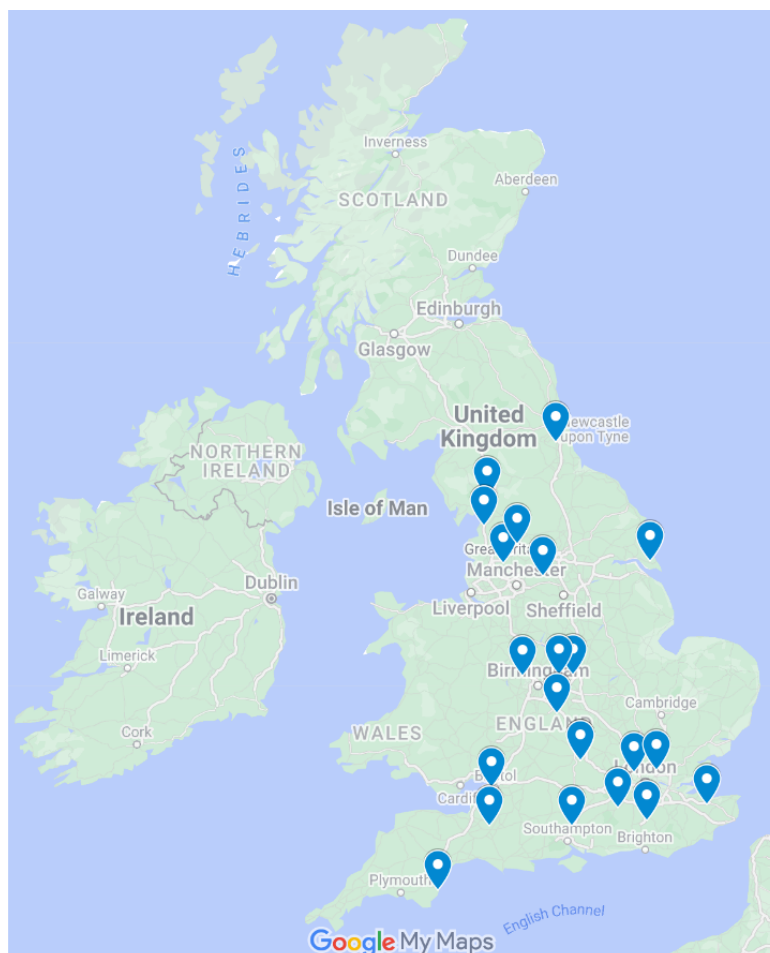 Inverness
Aberdeen
SCOTLAND
HEBRIDES
Dundee
Edinburgh
Glasgow
United
Kingdom
ewcastle
upon Tyne
NORTHERN
IRELAND
Isle of Man
Manchester
Dublin
Galway
Ireland
Liverpool
Sheffield
Limerick
Birmingham
Cambridge
Cork
WALES
ENGLAND
London
Cardiff
Southampton
Brighton
Plymouth
English Channel
Google My Maps